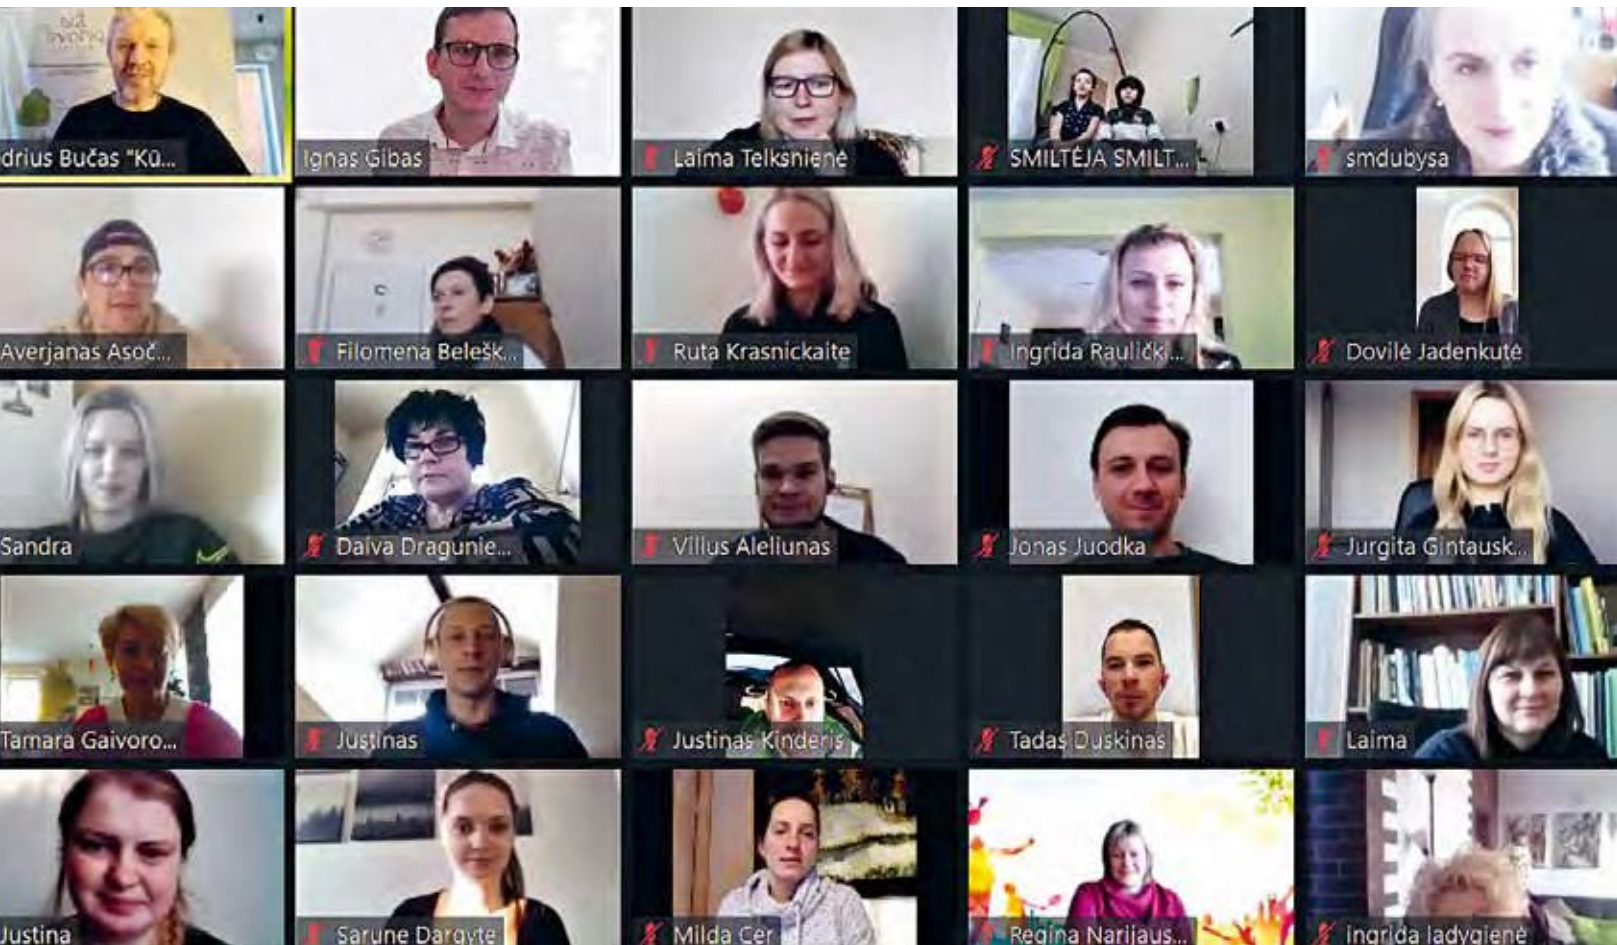 drius Bučas "Kū...
Ignas Gibas
Laima Telksnienė
SMILTĖJA SMILT...
smdubysa
Averjanas Asoč...
Filomena Belešk...
Ruta Krasnickaite
Ingrida Raulički...
Dovilė Jadenkutė
Sandra
Daiva Dragunie...
Vilius Aleliunas
Jonas Juodka
Jurgita Gintausk...
Tamara Gaivoro...
Justinas
Justinas Kinderis
Tadas Duskinas
Laima
Justina
Sarune Dargyte
Milda Čer
Regina Narijaus...
ingrida ladygienė